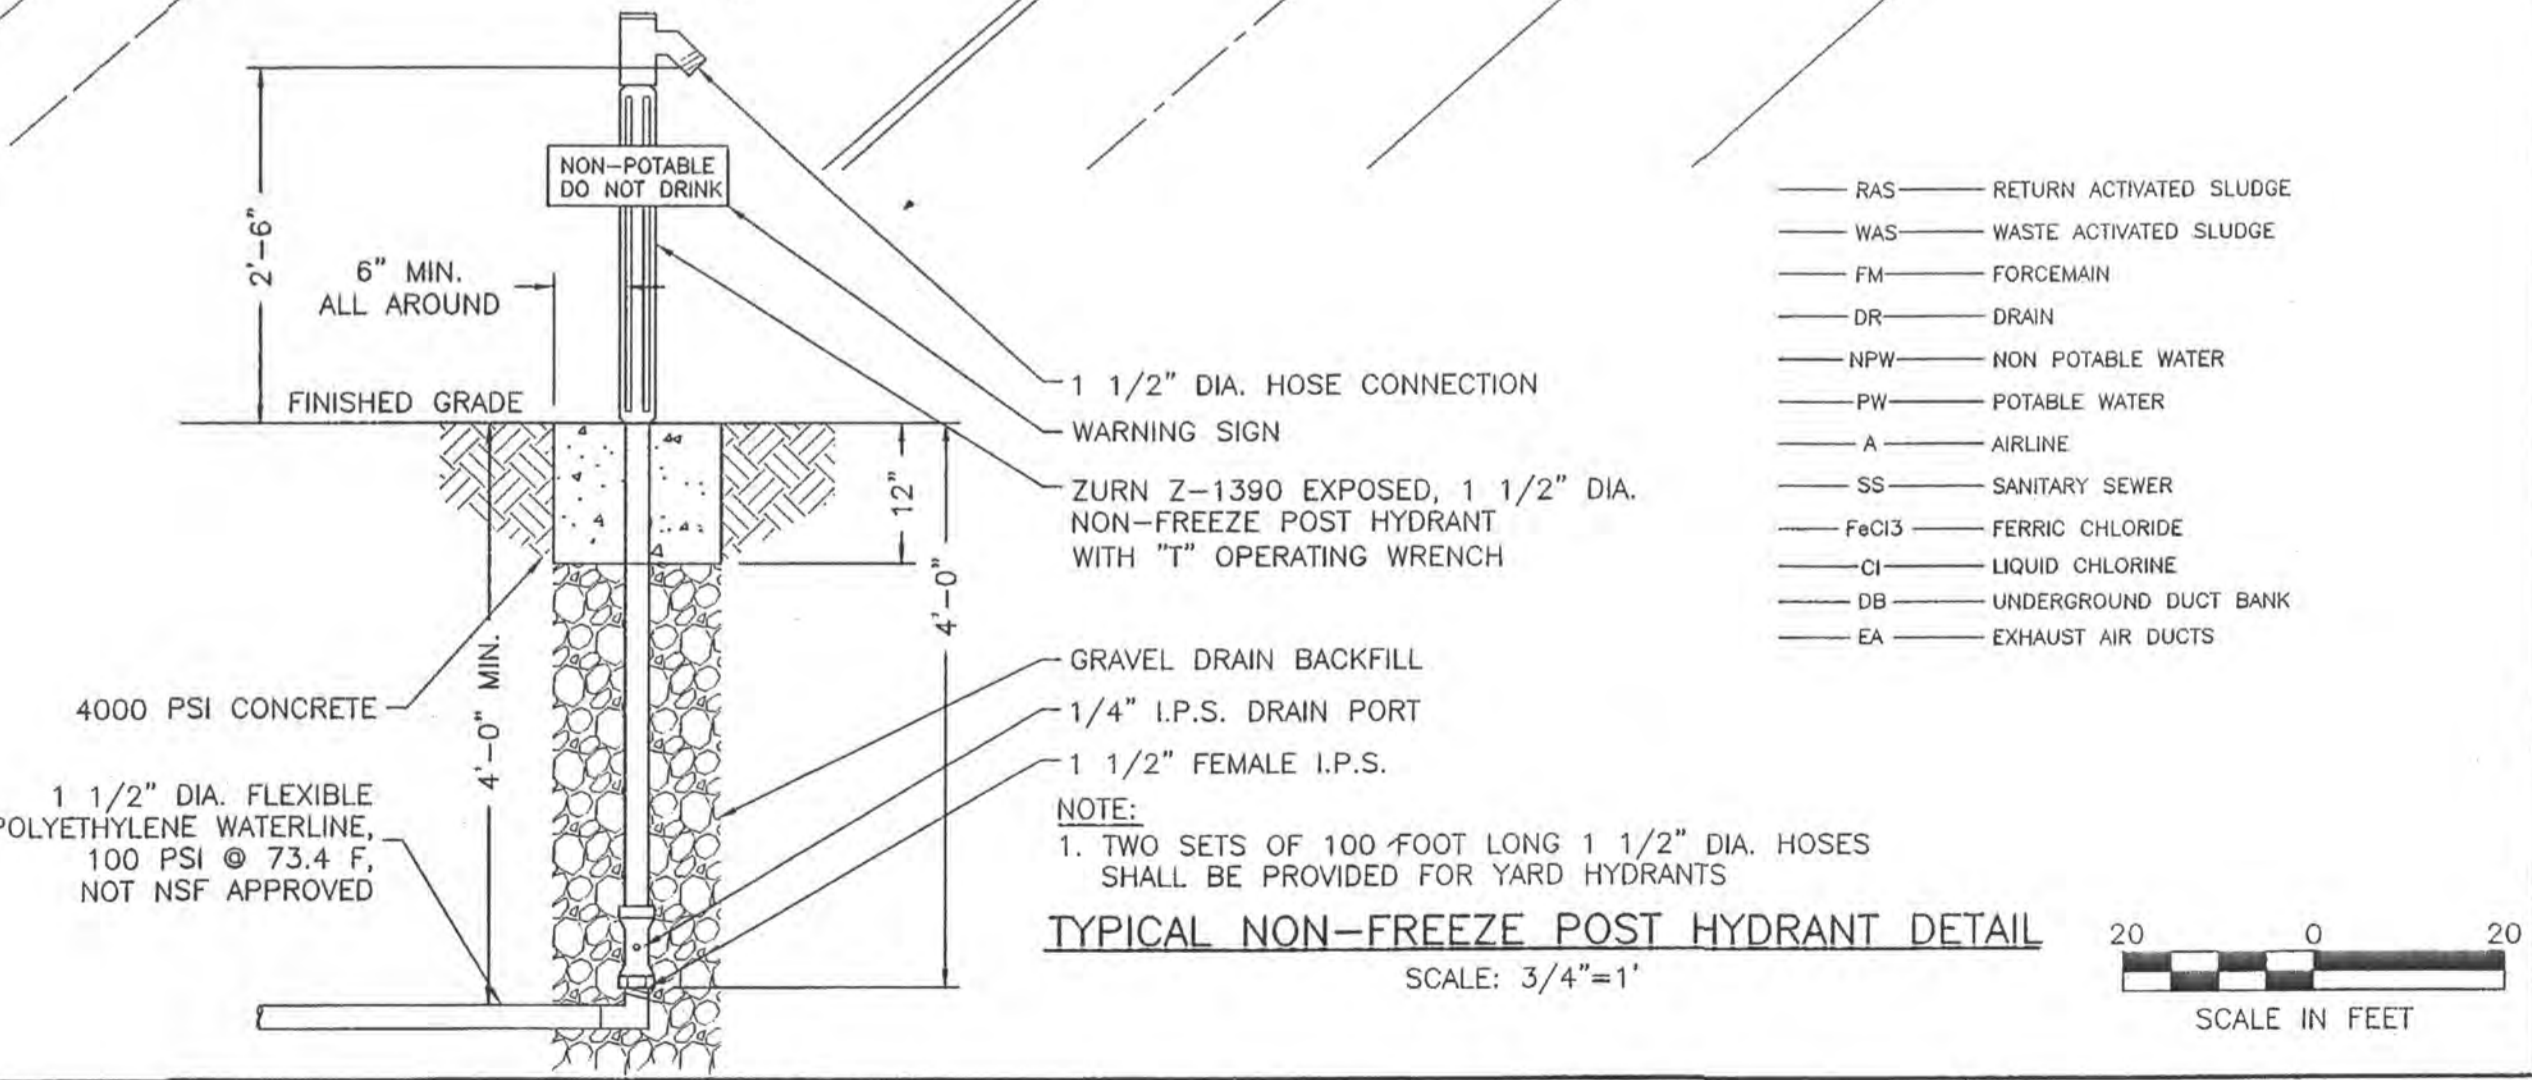 NON-POTABLE
DO NOT DRINK
2'-6"
6" MIN.
ALL AROUND
FINISHED GRADE
12"
4'-0"
4'-0" MIN.
4000 PSI CONCRETE
1 1/2" DIA. FLEXIBLE
POLYETHYLENE WATERLINE,
100 PSI @ 73.4 F,
NOT NSF APPROVED
1 1/2" DIA. HOSE CONNECTION
WARNING SIGN
ZURN Z-1390 EXPOSED, 1 1/2" DIA.
NON-FREEZE POST HYDRANT
WITH "T" OPERATING WRENCH
GRAVEL DRAIN BACKFILL
1/4" I.P.S. DRAIN PORT
1 1/2" FEMALE I.P.S.
NOTE:
1. TWO SETS OF 100 FOOT LONG 1 1/2" DIA. HOSES
SHALL BE PROVIDED FOR YARD HYDRANTS
TYPICAL NON-FREEZE POST HYDRANT DETAIL
SCALE: 3/4"=1'
RAS RETURN ACTIVATED SLUDGE
WAS WASTE ACTIVATED SLUDGE
FM FORCEMAIN
DR DRAIN
NPW NON POTABLE WATER
PW POTABLE WATER
A AIRLINE
SS SANITARY SEWER
FeCl3 FERRIC CHLORIDE
Cl LIQUID CHLORINE
DB UNDERGROUND DUCT BANK
EA EXHAUST AIR DUCTS
20 0 20
SCALE IN FEET